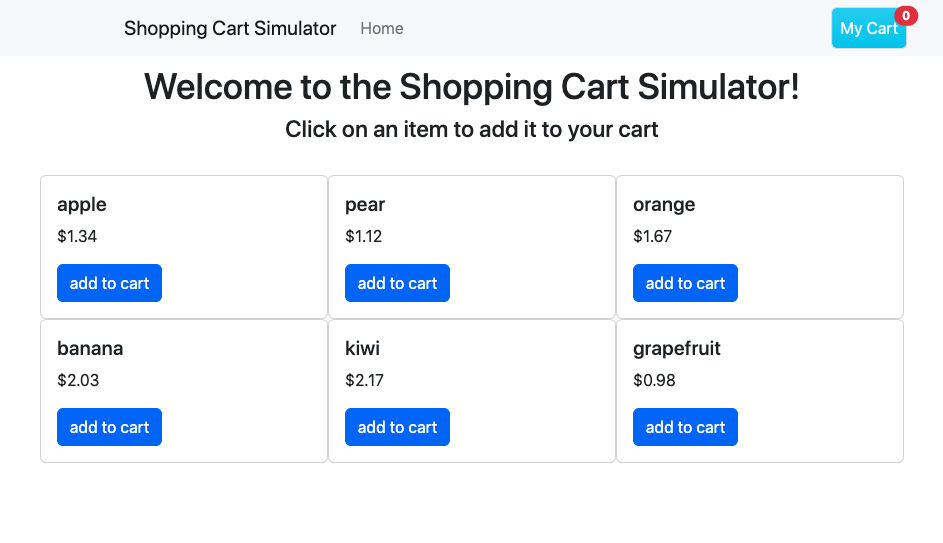 Shopping Cart Simulator Home My Cart 0
Welcome to the Shopping Cart Simulator!
Click on an item to add it to your cart
apple
$1.34
add to cart
pear
$1.12
add to cart
orange
$1.67
add to cart
banana
$2.03
add to cart
kiwi
$2.17
add to cart
grapefruit
$0.98
add to cart